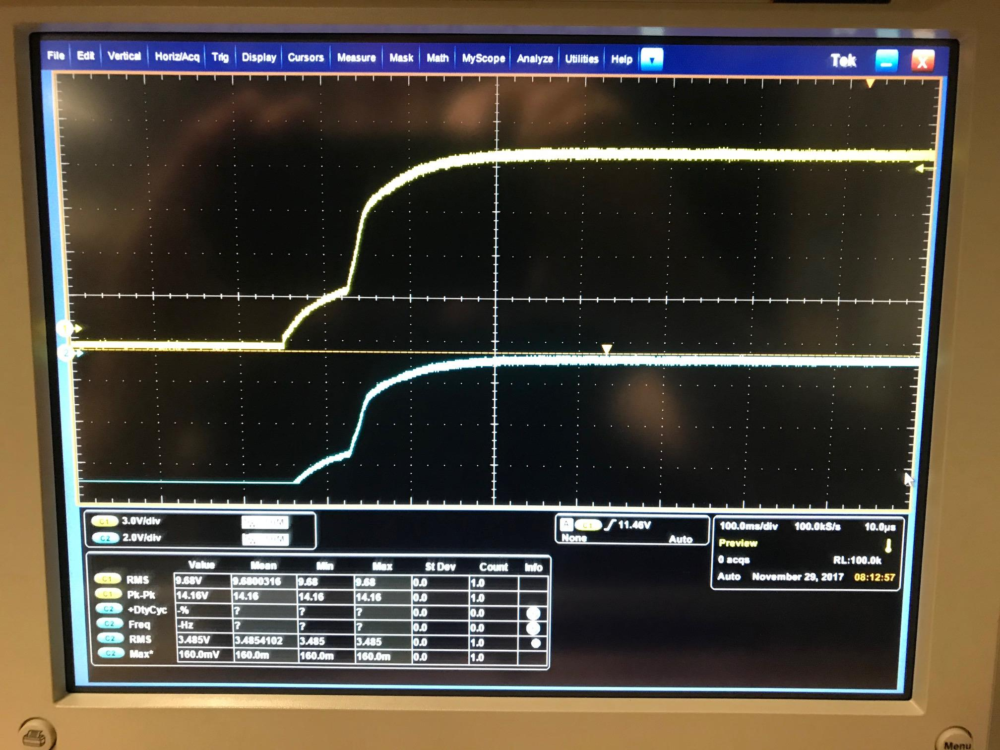 File Edit Vertical Horiz/Acq Trig Display Cursors Measure Mask Math MyScope Analyze Utilities Help Tek X
1
2
C1 3.0V/div
C2 2.0V/div
A C1 11.46V
None Auto
100.0ms/div 100.0kS/s 10.0µs
Preview
0 acqs RL:100.0k
Auto November 29, 2017 08:12:57
Value Mean Min Max St Dev Count Info
C1 RMS 9.68V 9.6800316 9.68 9.68 0.0 1.0
C1 Pk-Pk 14.16V 14.16 14.16 14.16 0.0 1.0
C2 +DtyCyc -% ? ? ? 0.0 0.0
C2 Freq -Hz ? ? ? 0.0 0.0
C2 RMS 3.485V 3.4854102 3.485 3.485 0.0 1.0
C2 Max* 160.0mV 160.0m 160.0m 160.0m 0.0 1.0
Menu